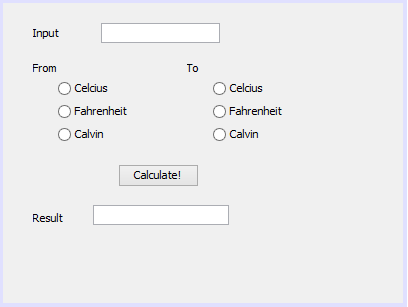 Input
From To
Celcius Celcius
Fahrenheit Fahrenheit
Calvin Calvin
Calculate!
Result